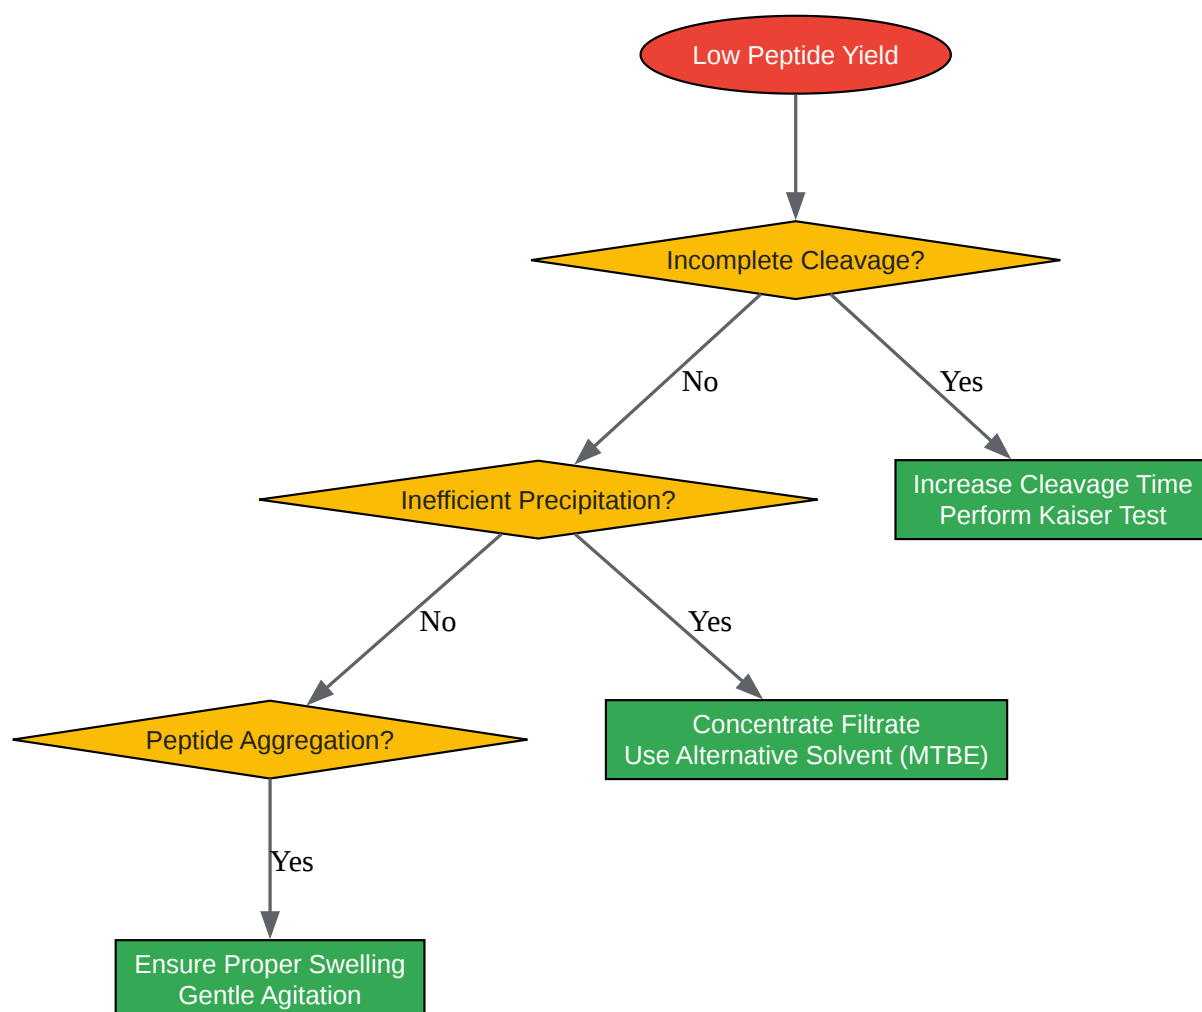 Low Peptide Yield
Incomplete Cleavage?
No
Yes
Increase Cleavage Time
Perform Kaiser Test
Inefficient Precipitation?
No
Yes
Concentrate Filtrate
Use Alternative Solvent (MTBE)
Peptide Aggregation?
Yes
Ensure Proper Swelling
Gentle Agitation